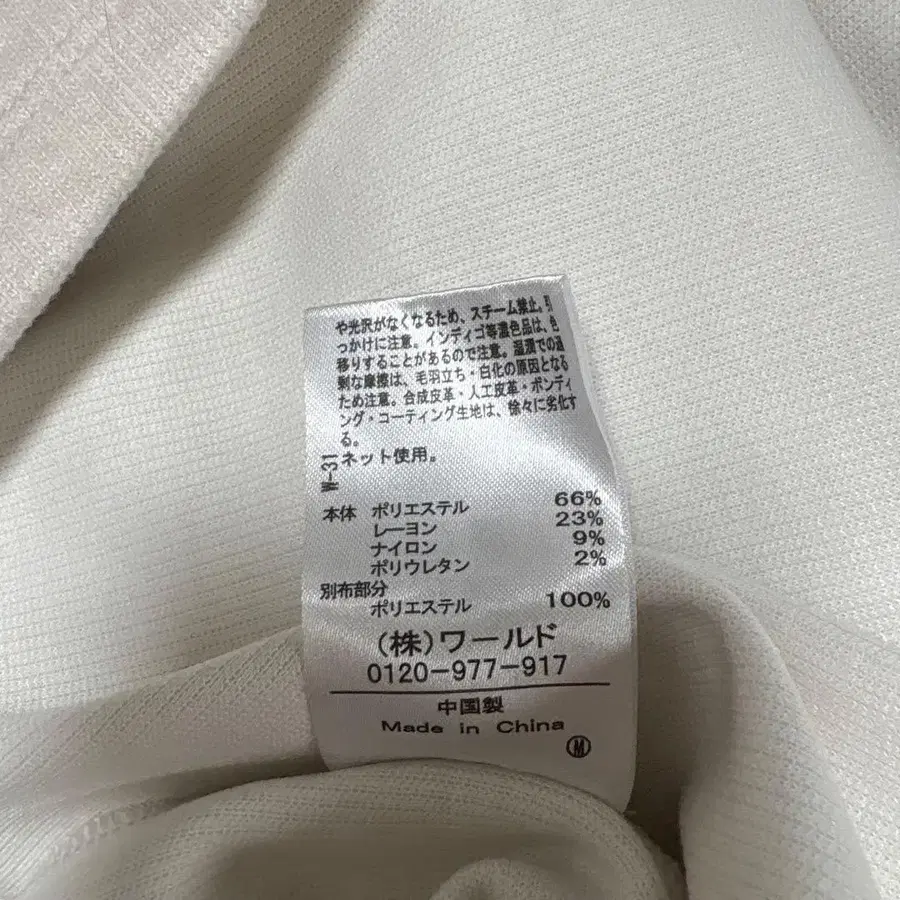 や光沢がなくなるため、スチーム禁止。引
っかけに注意。インディゴ等濃色品は、色
移りすることがあるので注意。湿潤での過
剰な摩擦は、毛羽立ち・白化の原因となる
ため注意。合成皮革・人工皮革・ボンディ
ング・コーティング生地は、徐々に劣化す
る。
ネット使用。
W-31
本体 ポリエステル 66%
レーヨン 23%
ナイロン 9%
ポリウレタン 2%
別布部分
ポリエステル 100%
(株)ワールド
0120-977-917
中国製
Made in China
Ⓜ